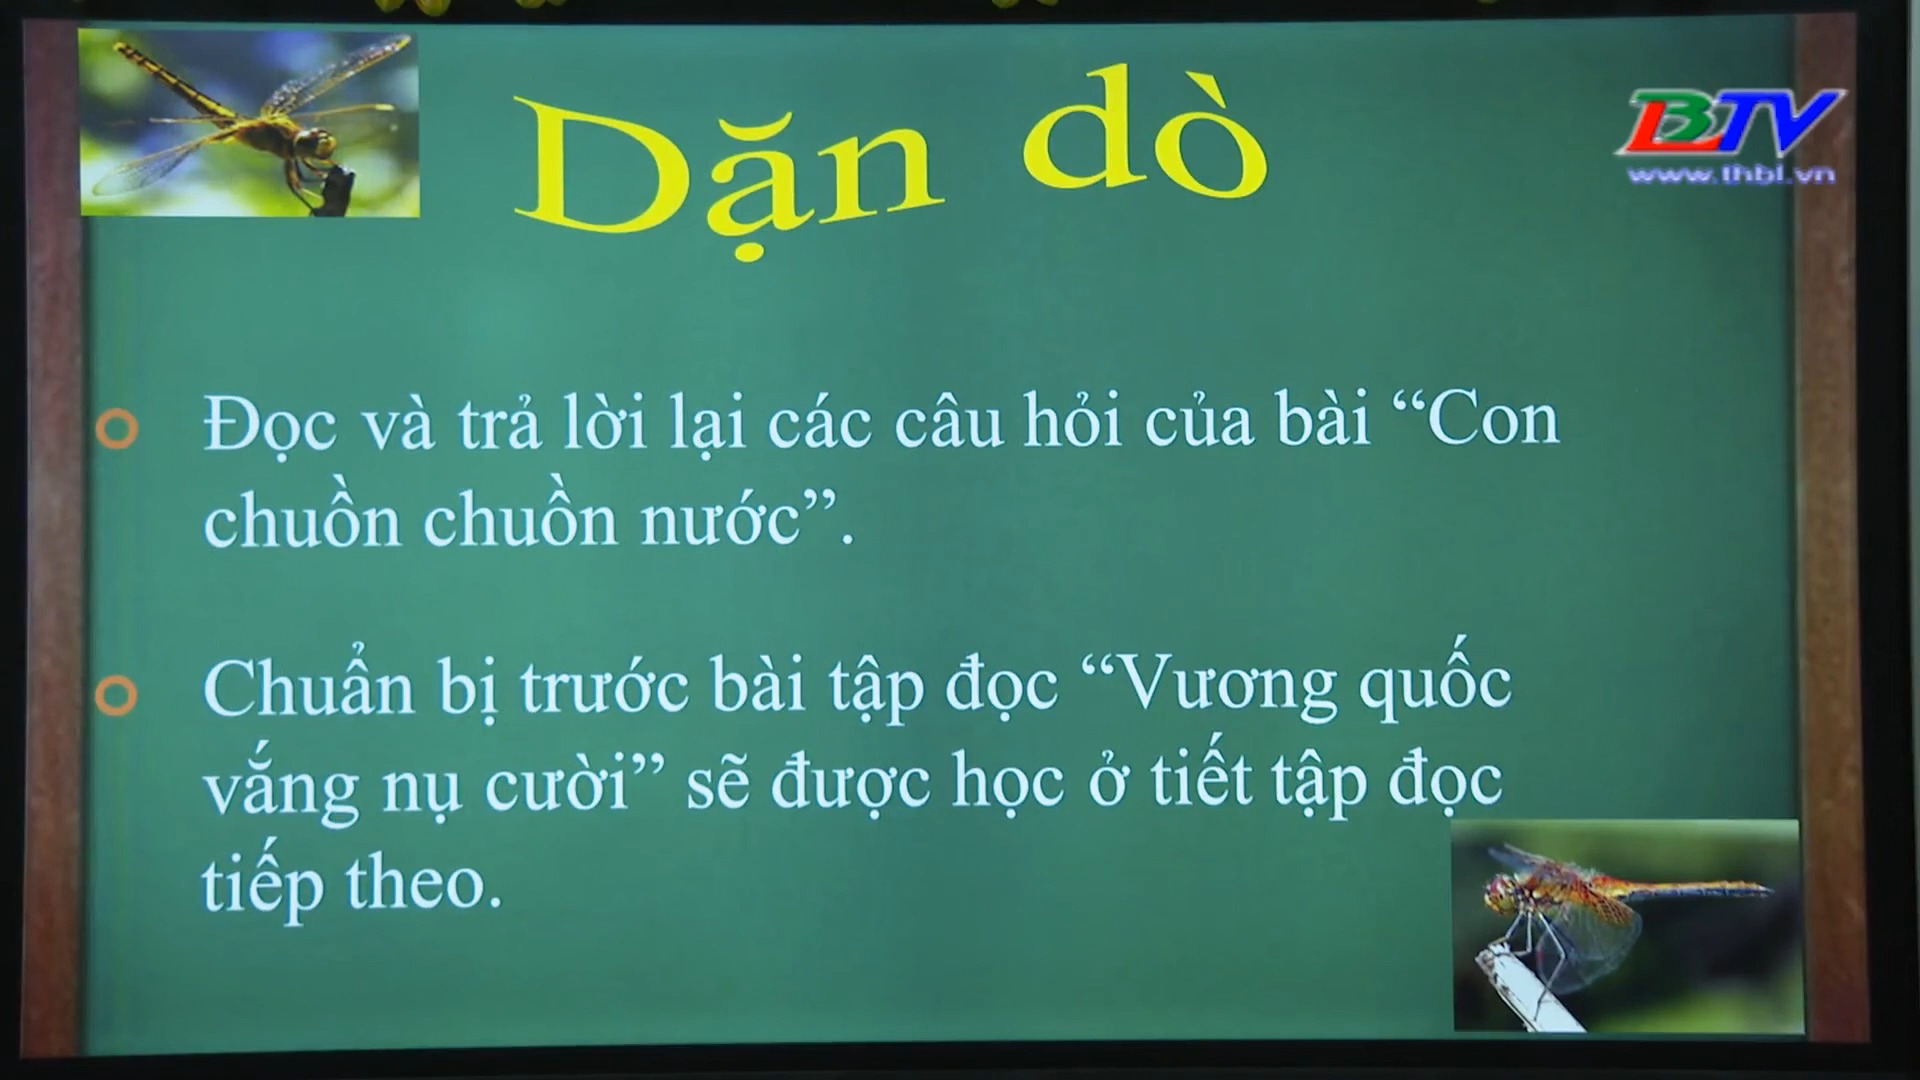 Dặn dò
BTV
www.thbl.vn
Đọc và trả lời lại các câu hỏi của bài “Con
chuồn chuồn nước”.
Chuẩn bị trước bài tập đọc “Vương quốc
vắng nụ cười” sẽ được học ở tiết tập đọc
tiếp theo.